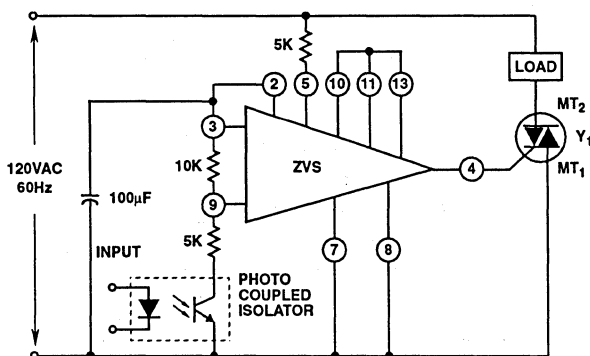 5K
2
5
10
11
13
LOAD
MT2
Y1
MT1
3
10K
ZVS
4
120VAC
60Hz
100µF
9
5K
7
8
INPUT
PHOTO
COUPLED
ISOLATOR